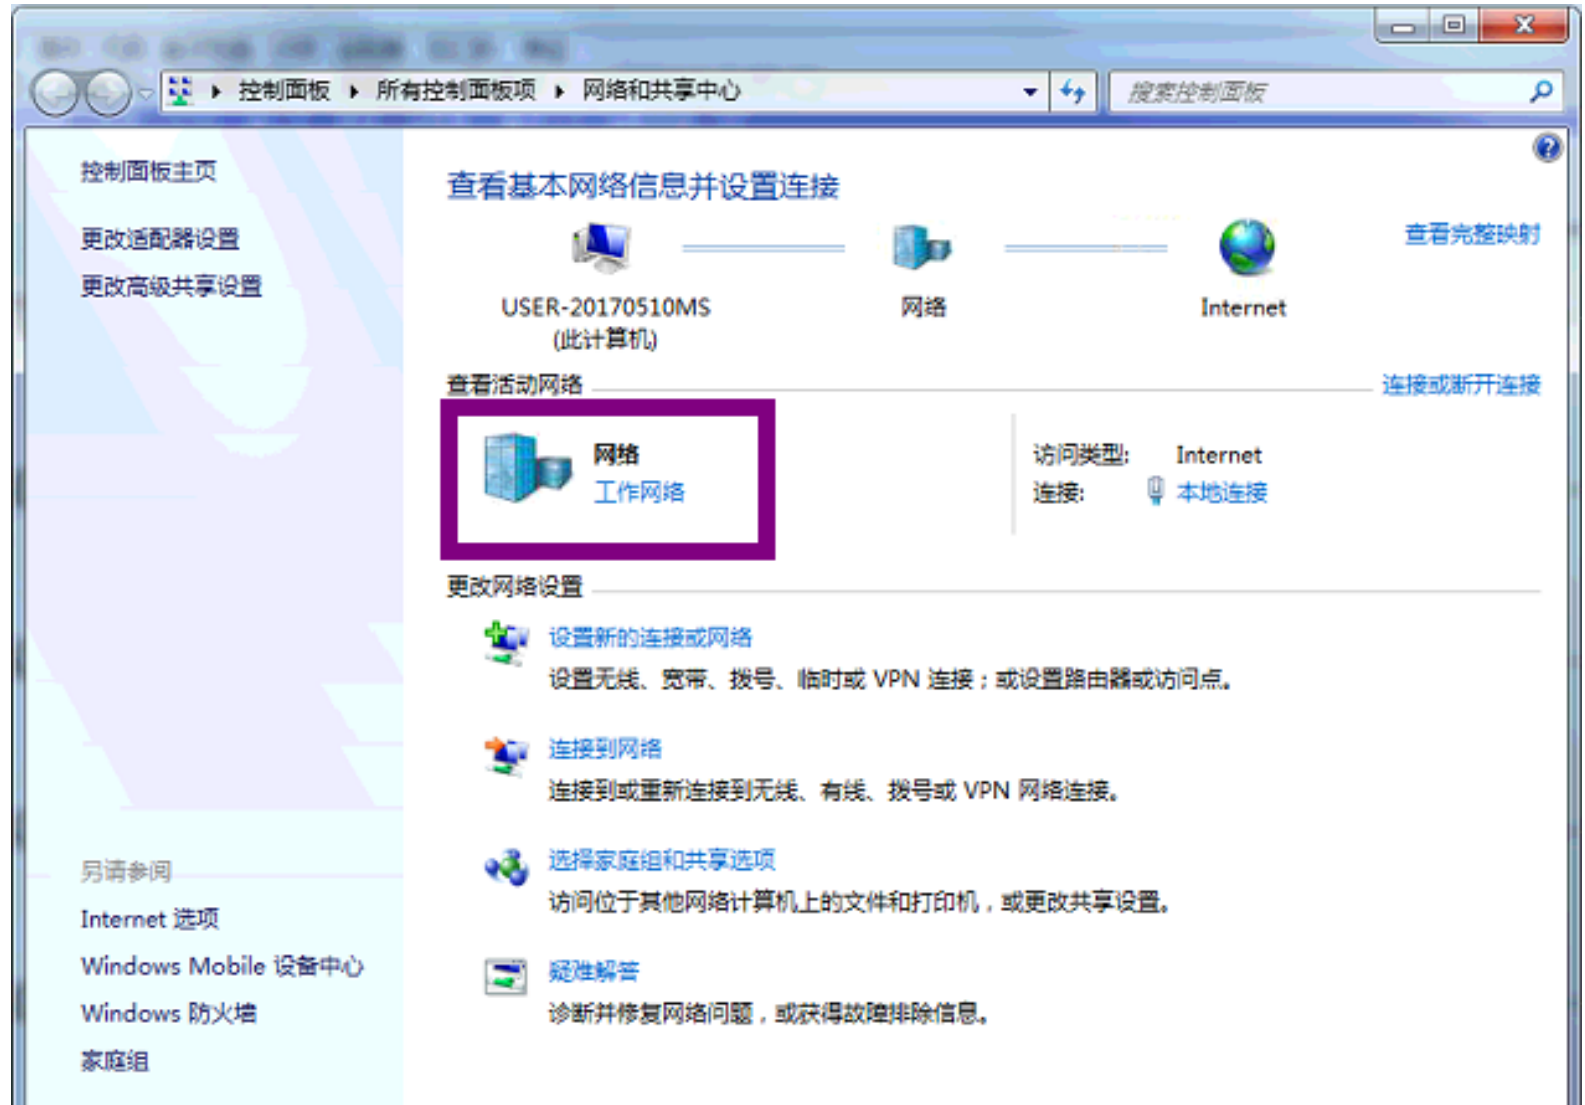 控制面板 所有控制面板项 网络和共享中心
搜索控制面板
控制面板主页
更改适配器设置
更改高级共享设置
查看基本网络信息并设置连接
查看完整映射
USER-20170510MS
(此计算机)
网络
Internet
查看活动网络
连接或断开连接
网络
工作网络
访问类型: Internet
连接: 本地连接
更改网络设置
设置新的连接或网络
设置无线、宽带、拨号、临时或 VPN 连接；或设置路由器或访问点。
连接到网络
连接到或重新连接到无线、有线、拨号或 VPN 网络连接。
选择家庭组和共享选项
访问位于其他网络计算机上的文件和打印机，或更改共享设置。
疑难解答
诊断并修复网络问题，或获得故障排除信息。
另请参阅
Internet 选项
Windows Mobile 设备中心
Windows 防火墙
家庭组